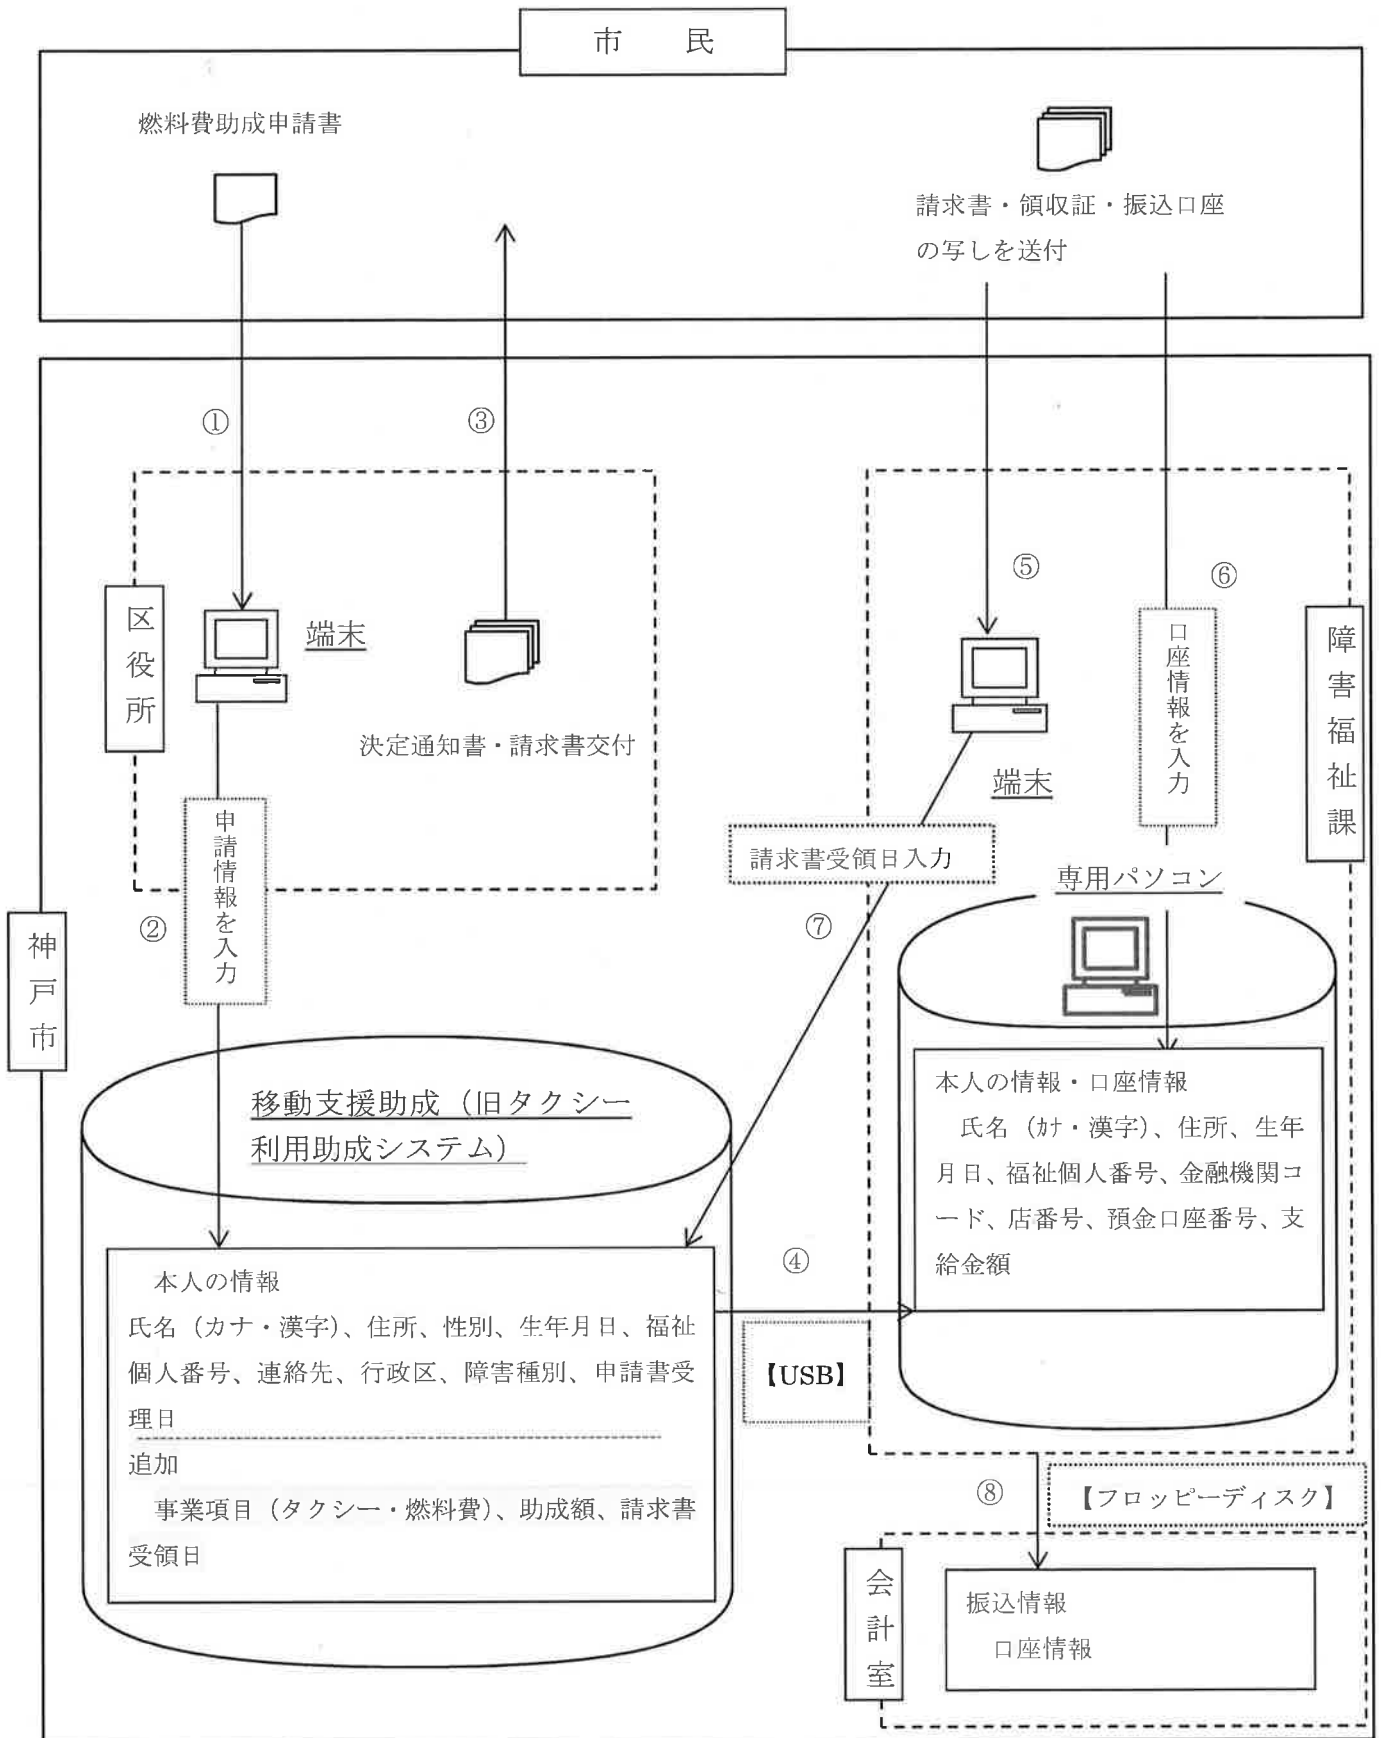 市　民
燃料費助成申請書
請求書・領収証・振込口座
の写しを送付
①
③
⑤
⑥
区役所
端末
決定通知書・請求書交付
申請情報を入力
②
端末
口座情報を入力
障害福祉課
請求書受領日入力
⑦
専用パソコン
神戸市
移動支援助成（旧タクシー
利用助成システム）
本人の情報
氏名（カナ・漢字）、住所、性別、生年月日、福祉
個人番号、連絡先、行政区、障害種別、申請書受
理日
追加
事業項目（タクシー・燃料費）、助成額、請求書
受領日
④
【USB】
本人の情報・口座情報
氏名（カナ・漢字）、住所、生年
月日、福祉個人番号、金融機関コ
ード、店番号、預金口座番号、支
給金額
⑧
【フロッピーディスク】
会計室
振込情報
口座情報